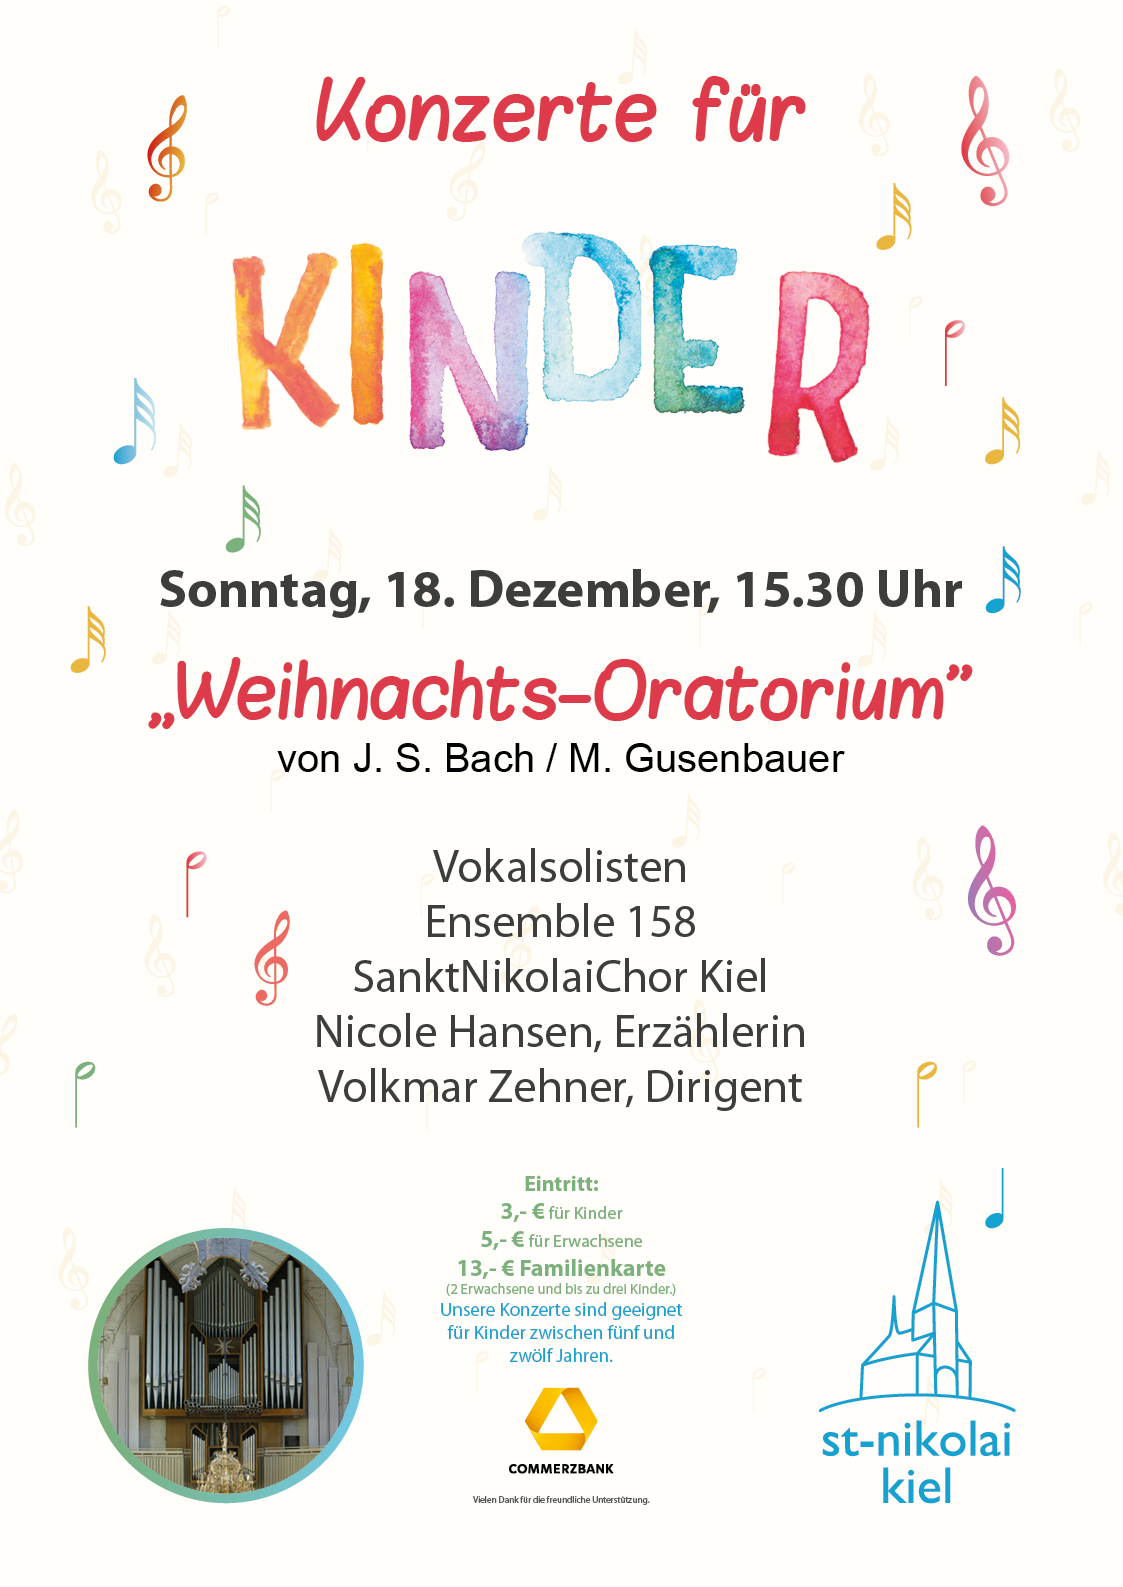 Konzerte für
KINDER
Sonntag, 18. Dezember, 15.30 Uhr
„Weihnachts-Oratorium”
von J. S. Bach / M. Gusenbauer
Vokalsolisten
Ensemble 158
SanktNikolaiChor Kiel
Nicole Hansen, Erzählerin
Volkmar Zehner, Dirigent
Eintritt:
3,- € für Kinder
5,- € für Erwachsene
13,- € Familienkarte
(2 Erwachsene und bis zu drei Kinder.)
Unsere Konzerte sind geeignet
für Kinder zwischen fünf und
zwölf Jahren.
COMMERZBANK
Vielen Dank für die freundliche Unterstützung.
st-nikolai
kiel